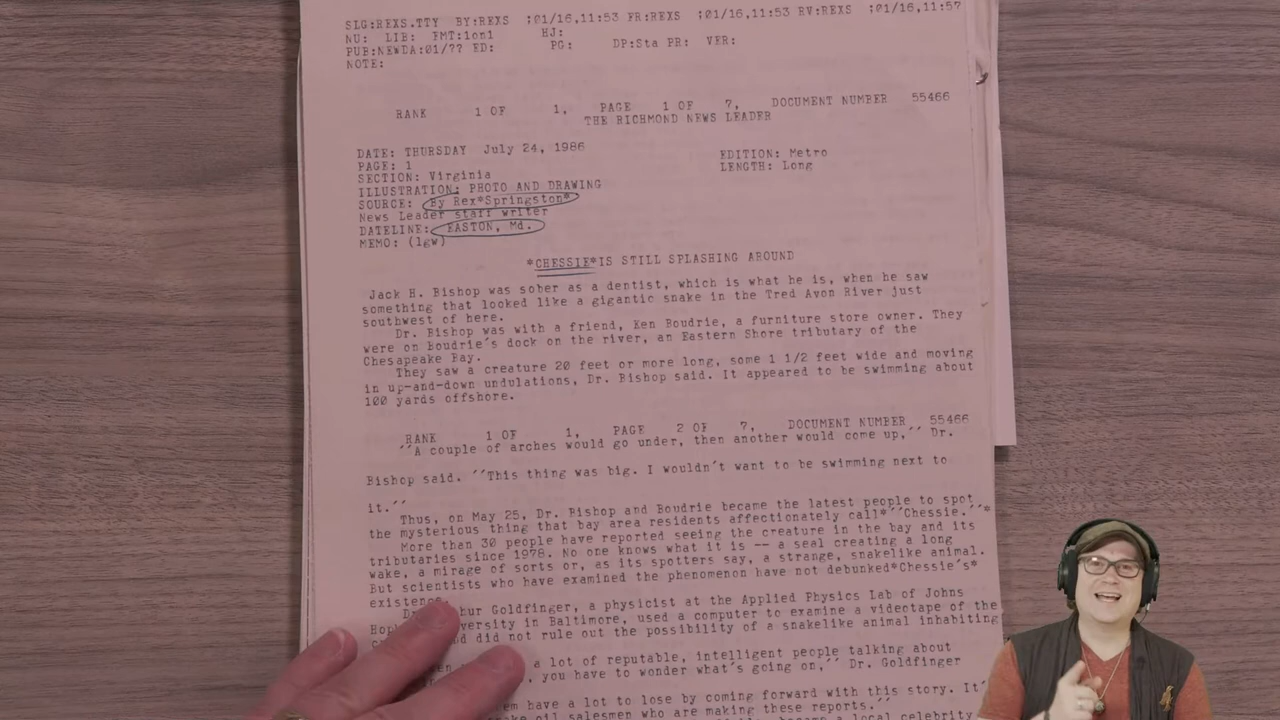 SLG:REXS.TTY BY:REXS ;01/16,11:53 FR:REXS ;01/16,11:53 RV:REXS ;01/16,11:57
NU: LIB: FMT:1on1 HJ:
PUB:NEWDA:01/?? ED: PG: DP:Sta PR: VER:
NOTE:
RANK 1 OF 1, PAGE 1 OF 7, DOCUMENT NUMBER 55466
THE RICHMOND NEWS LEADER
DATE: THURSDAY July 24, 1986
PAGE: 1 EDITION: Metro
SECTION: Virginia LENGTH: Long
ILLUSTRATION: PHOTO AND DRAWING
SOURCE: By Rex*Springston*
News Leader staff writer
DATELINE: EASTON, Md.
MEMO: (lgw)
*CHESSIE*IS STILL SPLASHING AROUND
Jack H. Bishop was sober as a dentist, which is what he is, when he saw
something that looked like a gigantic snake in the Tred Avon River just
southwest of here.
Dr. Bishop was with a friend, Ken Boudrie, a furniture store owner. They
were on Boudrie's dock on the river, an Eastern Shore tributary of the
Chesapeake Bay.
They saw a creature 20 feet or more long, some 1 1/2 feet wide and moving
in up-and-down undulations, Dr. Bishop said. It appeared to be swimming about
100 yards offshore.
RANK 1 OF 1, PAGE 2 OF 7, DOCUMENT NUMBER 55466
''A couple of arches would go under, then another would come up,'' Dr.
Bishop said. ''This thing was big. I wouldn't want to be swimming next to
it.''
Thus, on May 25, Dr. Bishop and Boudrie became the latest people to spot
the mysterious thing that bay area residents affectionately call*''Chessie.''*
More than 30 people have reported seeing the creature in the bay and its
tributaries since 1978. No one knows what it is -- a seal creating a long
wake, a mirage of sorts or, as its spotters say, a strange, snakelike animal.
But scientists who have examined the phenomenon have not debunked*Chessie's*
existence.
Goldfinger, a physicist at the Applied Physics Lab of Johns
in Baltimore, used a computer to examine a videotape of the
did not rule out the possibility of a snakelike animal inhabiting
a lot of reputable, intelligent people talking about
, you have to wonder what's going on,'' Dr. Goldfinger
have a lot to lose by coming forward with this story.
oil salesmen who are making these reports.''
became a local celebrity